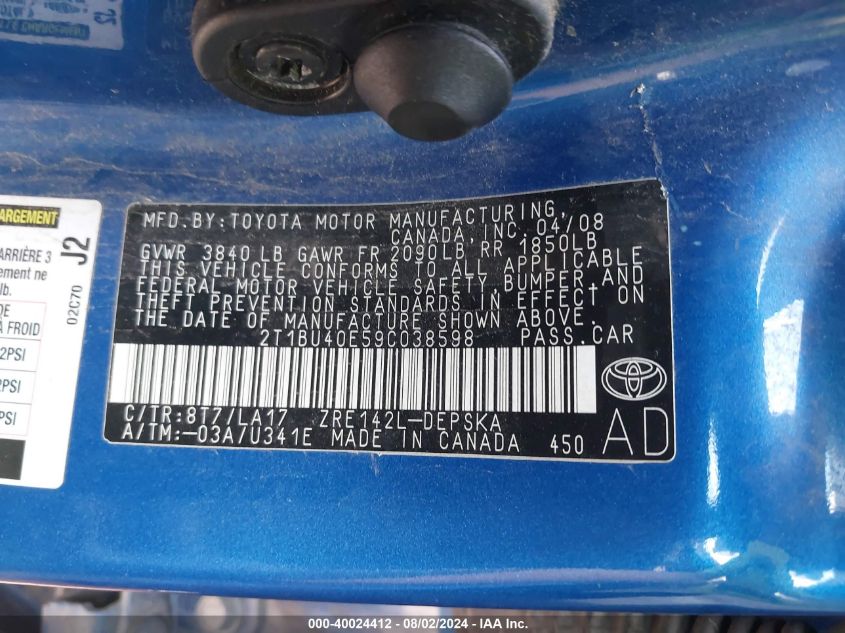 ARGEMENT
ARRIÈRE 3
ement ne
lb.
DE
A FROID
2PSI
2PSI
PSI
J2
02C70
MFD.BY:TOYOTA MOTOR MANUFACTURING,
CANADA,INC.04/08
GVWR 3840LB GAWR FR 2090LB RR 1850LB
THIS VEHICLE CONFORMS TO ALL APPLICABLE
FEDERAL MOTOR VEHICLE SAFETY,BUMPER,AND
THEFT PREVENTION STANDARDS IN EFFECT ON
THE DATE OF MANUFACTURE SHOWN ABOVE.
2T1BU40E59C038598 PASS.CAR
C/TR:8T7/LA17 ZRE142L-DEPSKA
A/TM:-03A/U341E MADE IN CANADA 450
AD
000-40024412 - 08/02/2024 - IAA Inc.